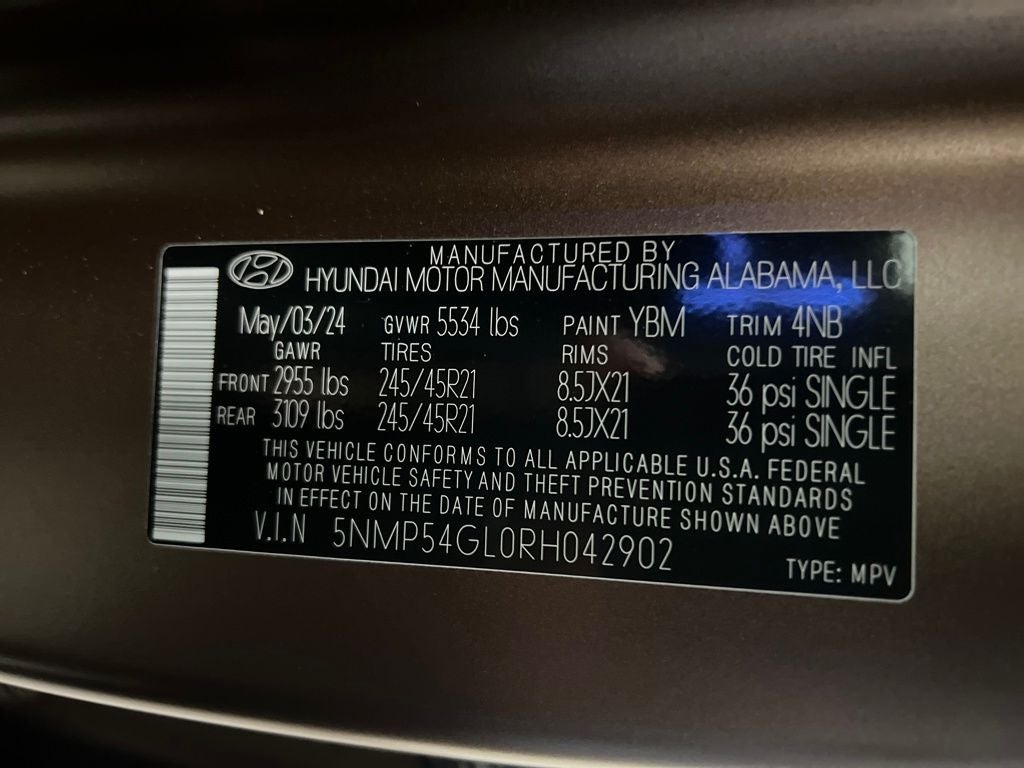 MANUFACTURED BY
HYUNDAI MOTOR MANUFACTURING ALABAMA, LLC
May/03/24 GVWR 5534 lbs PAINT YBM TRIM 4NB
GAWR TIRES RIMS COLD TIRE INFL
FRONT 2955 lbs 245/45R21 8.5JX21 36 psi SINGLE
REAR 3109 lbs 245/45R21 8.5JX21 36 psi SINGLE
THIS VEHICLE CONFORMS TO ALL APPLICABLE U.S.A. FEDERAL
MOTOR VEHICLE SAFETY AND THEFT PREVENTION STANDARDS
IN EFFECT ON THE DATE OF MANUFACTURE SHOWN ABOVE
V.I.N 5NMP54GL0RH042902
TYPE: MPV